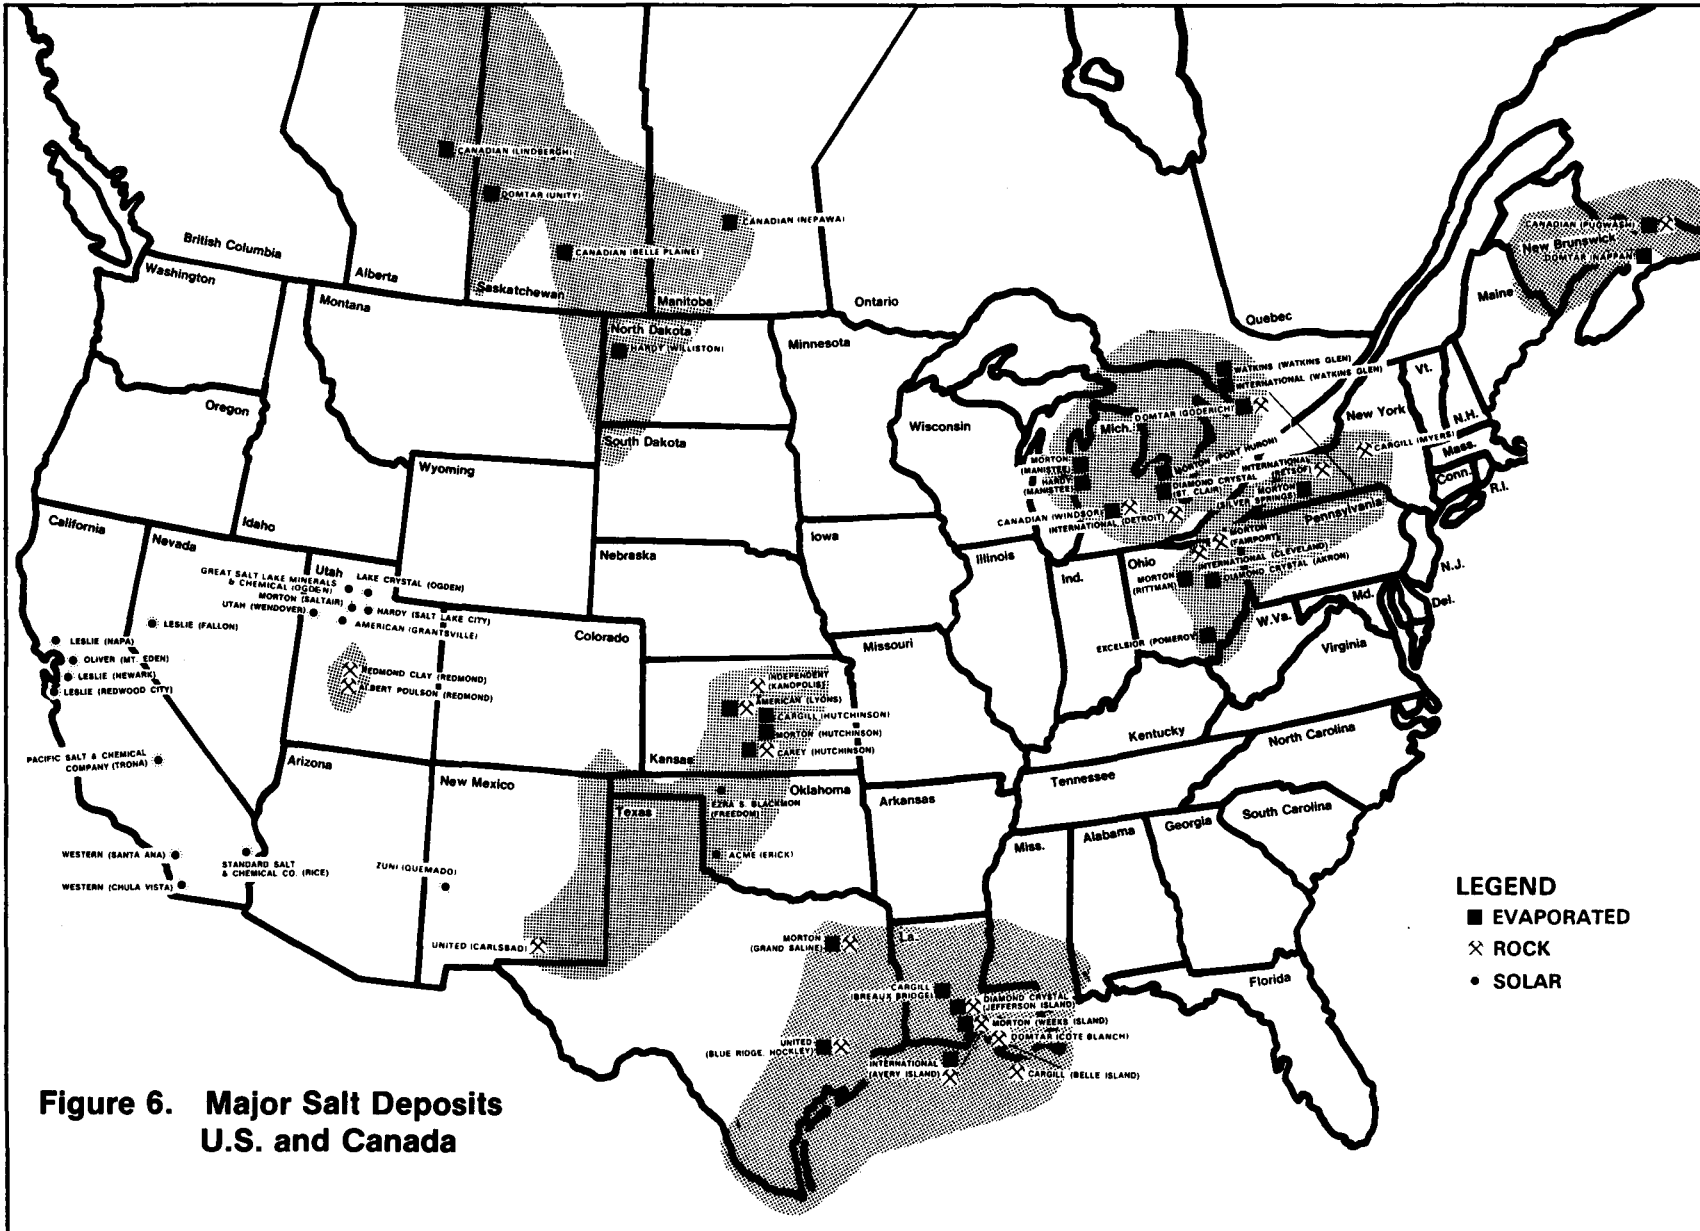 CANADIAN (LINDBERGH)
DOMTAR (UNITY)
CANADIAN (NEPAWA)
CANADIAN (BELLE PLAINE)
CANADIAN (PUGWASH)
New Brunswick
DOMTAR (NAPPAN)
British Columbia
Washington
Alberta
Saskatchewan
Manitoba
Ontario
Quebec
Maine
Montana
North Dakota
HARDY (WILLISTON)
Minnesota
WATKINS (WATKINS GLEN)
INTERNATIONAL (WATKINS GLEN)
Vt.
Oregon
DOMTAR (GODERICH)
New York
N.H.
Wisconsin
Mich.
South Dakota
CARGILL (MYERS)
Mass.
Wyoming
MORTON
(MANISTEE)
HARDY
(MANISTEE)
MORTON (PORT HURON)
INTERNATIONAL
(RETSOF)
DIAMOND CRYSTAL
(ST. CLAIR)
MORTON
(SILVER SPRINGS)
Conn.
R.I.
CANADIAN (WINDSOR)
INTERNATIONAL (DETROIT)
Pennsylvania
California
Idaho
Nevada
Iowa
MORTON
(FAIRPORT)
Nebraska
Illinois
Ind.
Ohio
INTERNATIONAL (CLEVELAND)
N.J.
Utah
GREAT SALT LAKE MINERALS
& CHEMICAL (OGDEN)
LAKE CRYSTAL (OGDEN)
MORTON (SALTAIR)
UTAH (WENDOVER)
HARDY (SALT LAKE CITY)
AMERICAN (GRANTSVILLE)
MORTON
(RITTMAN)
DIAMOND CRYSTAL (AKRON)
Md.
Del.
W.Va.
LESLIE (FALLON)
Colorado
Missouri
EXCELSIOR (POMEROY)
Virginia
LESLIE (NAPA)
OLIVER (MT. EDEN)
LESLIE (NEWARK)
LESLIE (REDWOOD CITY)
REDMOND CLAY (REDMOND)
ALBERT POULSON (REDMOND)
INDEPENDENT
(KANOPOLIS)
AMERICAN (LYONS)
CARGILL (HUTCHINSON)
MORTON (HUTCHINSON)
CAREY (HUTCHINSON)
Kansas
Kentucky
North Carolina
PACIFIC SALT & CHEMICAL
COMPANY (TRONA)
Arizona
New Mexico
Oklahoma
Tennessee
Texas
EZRA S. BLACKMON
(FREEDOM)
Arkansas
South Carolina
Georgia
Alabama
Miss.
WESTERN (SANTA ANA)
STANDARD SALT
& CHEMICAL CO. (RICE)
ZUNI (QUEMADO)
ACME (ERICK)
WESTERN (CHULA VISTA)
LEGEND
EVAPORATED
ROCK
SOLAR
UNITED (CARLSBAD)
MORTON
(GRAND SALINE)
La.
Florida
CARGILL
(BREAUX BRIDGE)
DIAMOND CRYSTAL
(JEFFERSON ISLAND)
MORTON (WEEKS ISLAND)
DOMTAR (COTE BLANCH)
UNITED
(BLUE RIDGE, HOCKLEY)
INTERNATIONAL
(AVERY ISLAND)
CARGILL (BELLE ISLAND)
Figure 6. Major Salt Deposits
U.S. and Canada